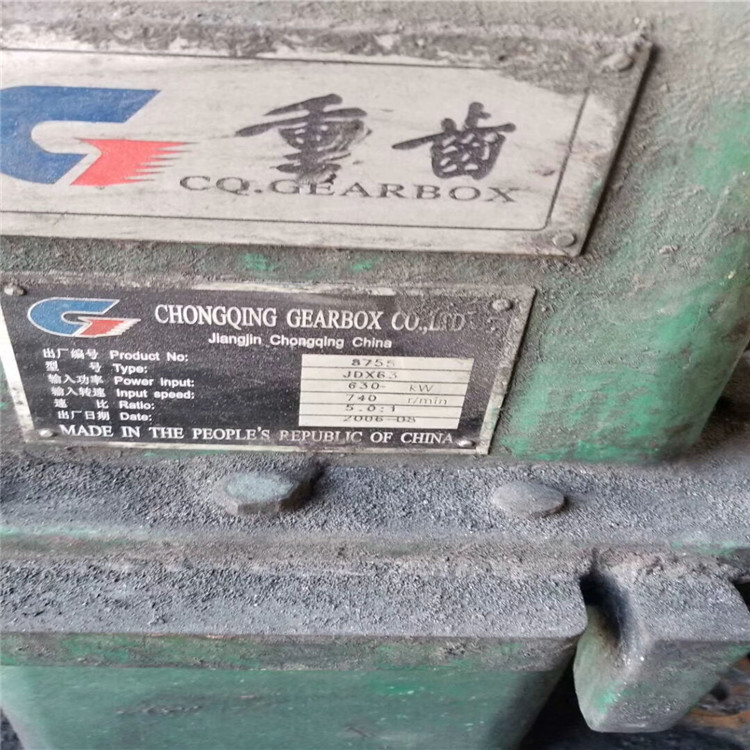 重齒
CQ.GEARBOX
CHONGQING GEARBOX CO.,LTD
Jiangjin Chongqing China
出厂编号 Product No: 8755
型 号 Type: JDX63
输入功率 Power Input: 630 kW
输入转速 Input speed: 740 r/min
速 比 Ratio: 5.0:1
出厂日期 Date: 2006-08
MADE IN THE PEOPLE'S REPUBLIC OF CHINA